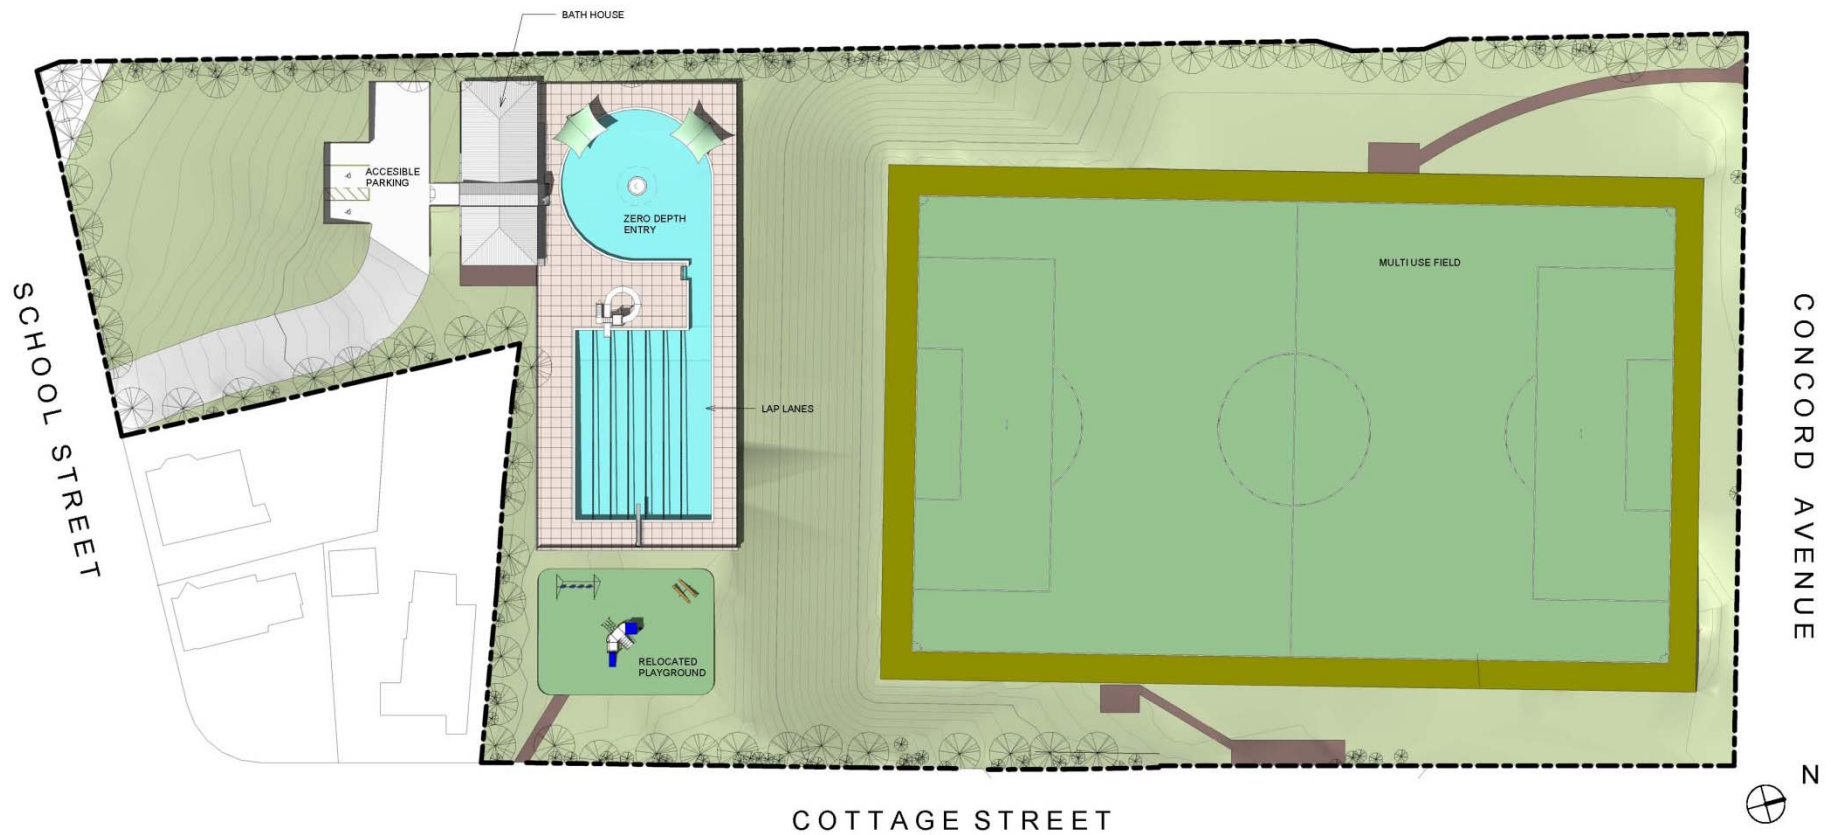 BATH HOUSE
ACCESIBLE
PARKING
ZERO DEPTH
ENTRY
MULTI USE FIELD
LAP LANES
RELOCATED
PLAYGROUND
SCHOOL STREET
CONCORD AVENUE
COTTAGE STREET
N